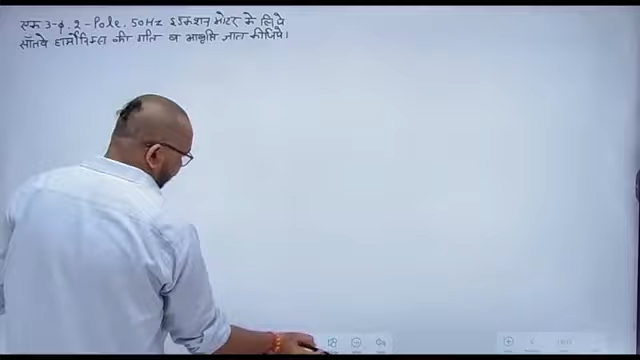 एक 3-ϕ, 2-Pole, 50Hz इंडक्शन मोटर के लिये
साँतवे हार्मोनिक्स की गति व आवृत्ति ज्ञात कीजिये।